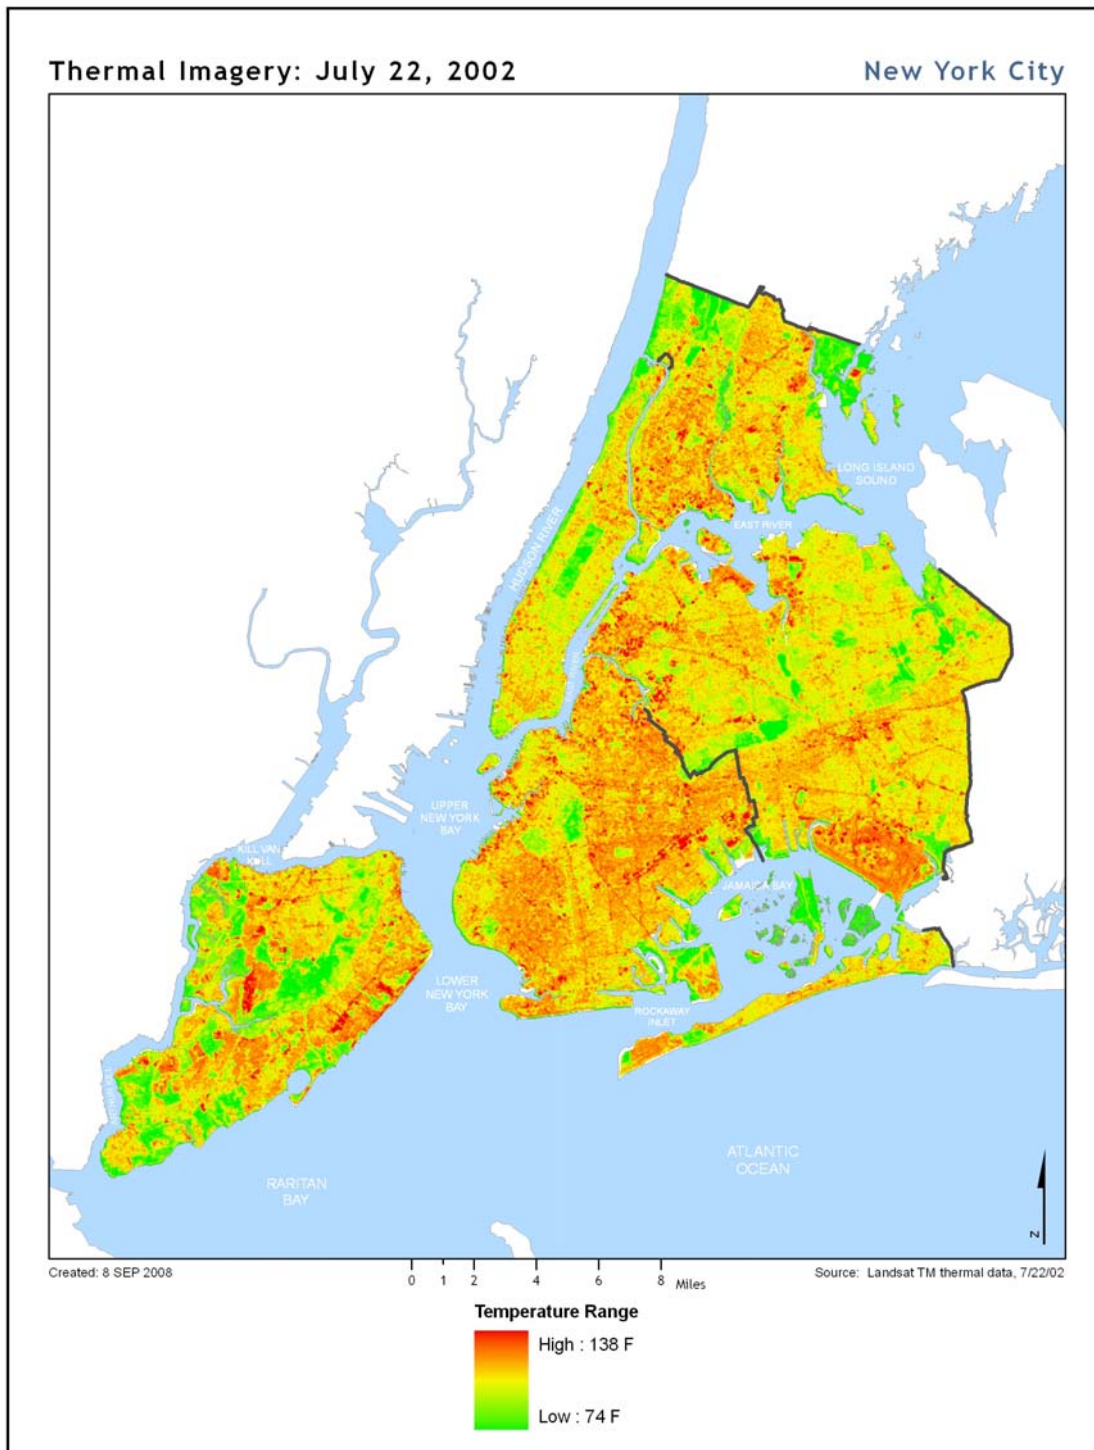 Thermal Imagery: July 22, 2002
New York City
LONG ISLAND
SOUND
HUDSON RIVER
EAST RIVER
UPPER
NEW YORK
BAY
KILL VAN
KULL
JAMAICA BAY
LOWER
NEW YORK
BAY
ROCKAWAY
INLET
ATLANTIC
OCEAN
RARITAN
BAY
N
Created: 8 SEP 2008
0 1 2 4 6 8 Miles
Source: Landsat TM thermal data, 7/22/02
Temperature Range
High : 138 F
Low : 74 F